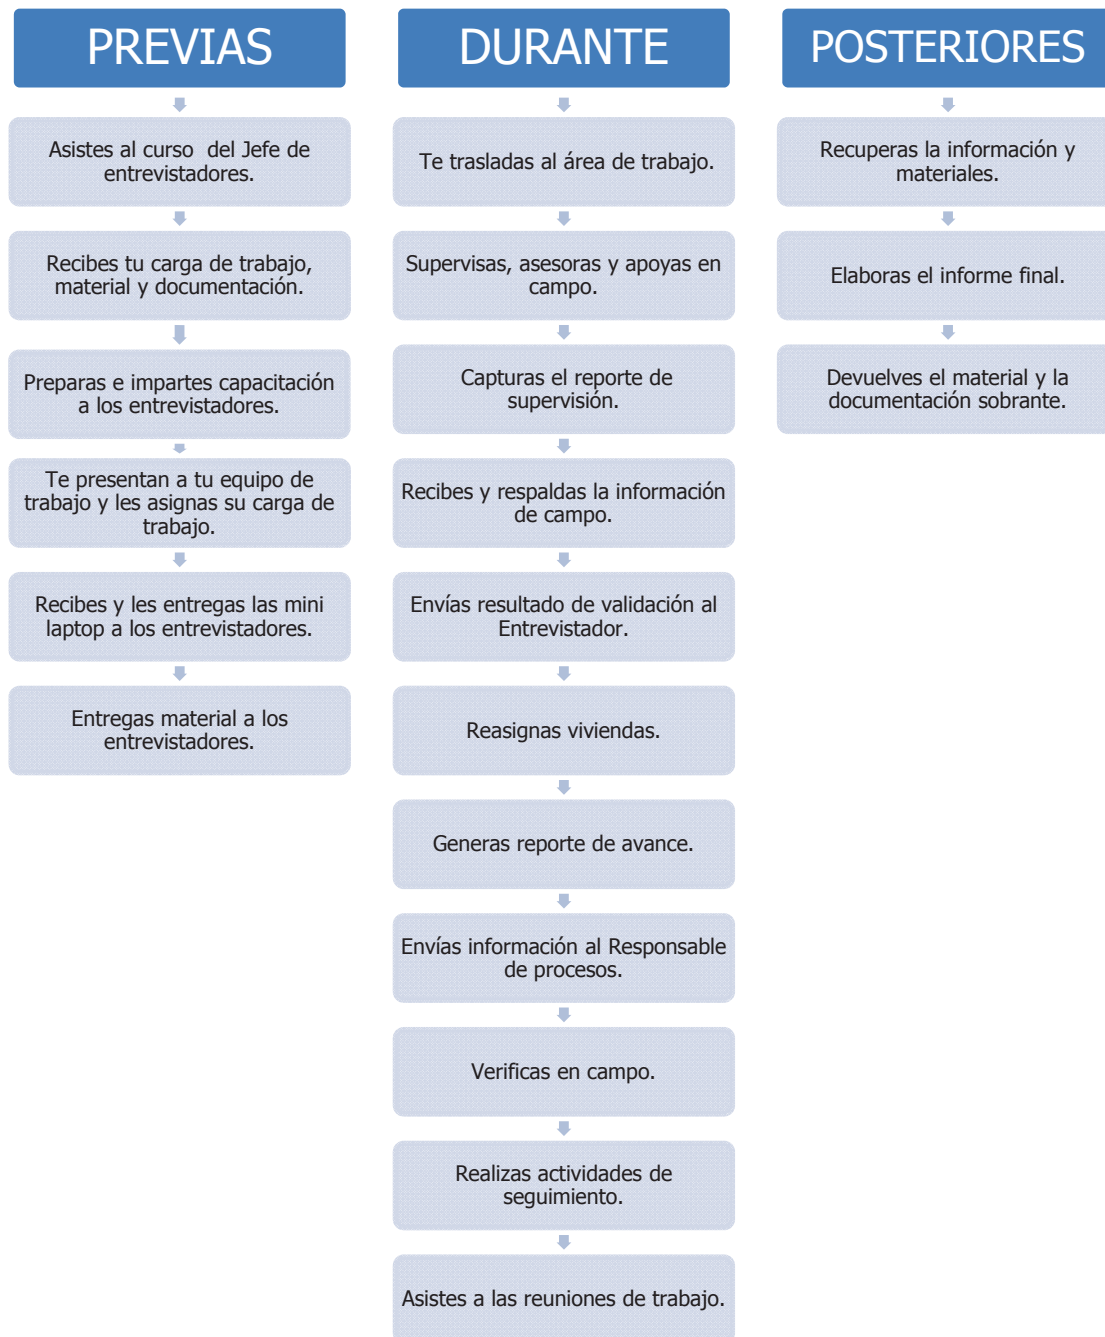 PREVIAS
Asistes al curso del Jefe de
entrevistadores.
Recibes tu carga de trabajo,
material y documentación.
Preparas e impartes capacitación
a los entrevistadores.
Te presentan a tu equipo de
trabajo y les asignas su carga de
trabajo.
Recibes y les entregas las mini
laptop a los entrevistadores.
Entregas material a los
entrevistadores.
DURANTE
Te trasladas al área de trabajo.
Supervisas, asesoras y apoyas en
campo.
Capturas el reporte de
supervisión.
Recibes y respaldas la información
de campo.
Envías resultado de validación al
Entrevistador.
Reasignas viviendas.
Generas reporte de avance.
Envías información al Responsable
de procesos.
Verificas en campo.
Realizas actividades de
seguimiento.
Asistes a las reuniones de trabajo.
POSTERIORES
Recuperas la información y
materiales.
Elaboras el informe final.
Devuelves el material y la
documentación sobrante.